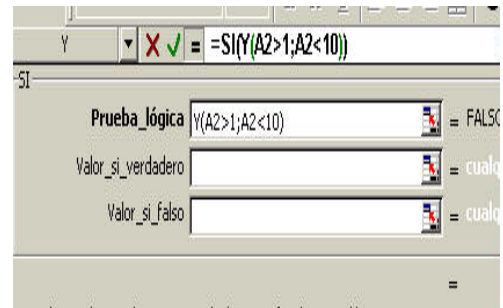 Y = =SI(Y(A2>1;A2<10))
SI
Prueba_lógica Y(A2>1;A2<10) = FALSO
Valor_si_verdadero = cualq
Valor_si_falso = cualq
=